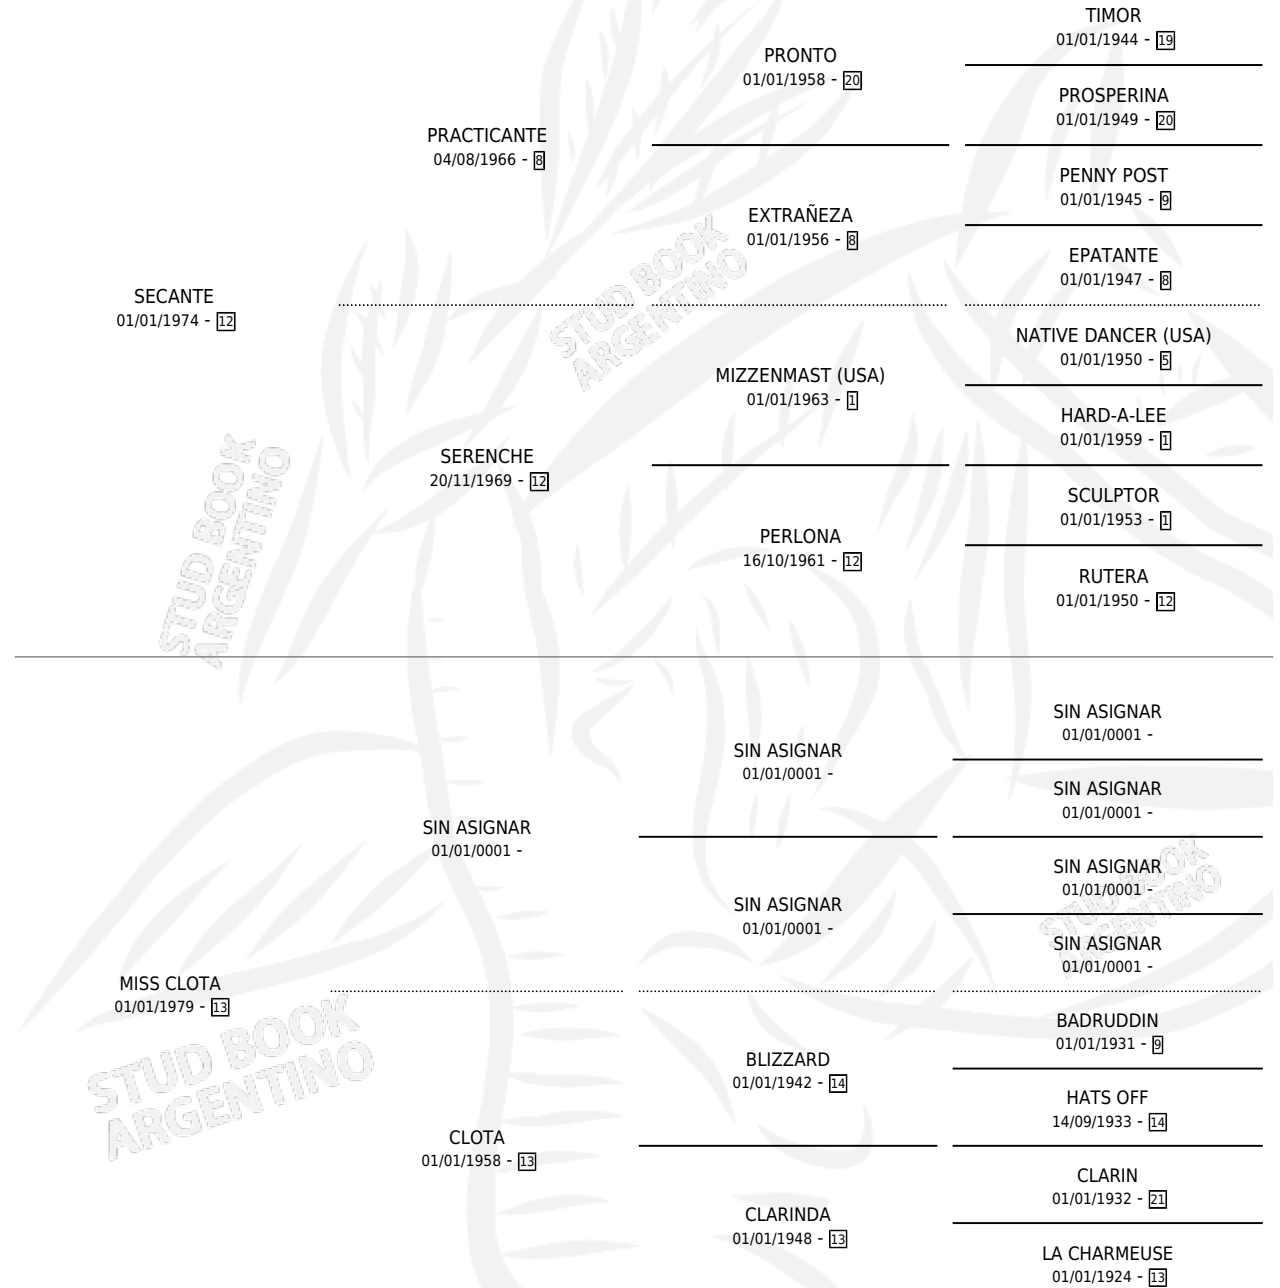 TIMOR
01/01/1944 - 19
PRONTO
01/01/1958 - 20
PROSPERINA
01/01/1949 - 20
PRACTICANTE
04/08/1966 - 8
PENNY POST
01/01/1945 - 9
EXTRAÑEZA
01/01/1956 - 8
EPATANTE
01/01/1947 - 8
STUD BOOK
ARGENTINO
SECANTE
01/01/1974 - 12
NATIVE DANCER (USA)
01/01/1950 - 5
MIZZENMAST (USA)
01/01/1963 - 1
HARD-A-LEE
01/01/1959 - 1
SERENCHE
20/11/1969 - 12
SCULPTOR
01/01/1953 - 1
PERLONA
16/10/1961 - 12
RUTERA
01/01/1950 - 12
STUD BOOK
ARGENTINO
SIN ASIGNAR
01/01/0001 -
SIN ASIGNAR
01/01/0001 -
SIN ASIGNAR
01/01/0001 -
SIN ASIGNAR
01/01/0001 -
SIN ASIGNAR
01/01/0001 -
SIN ASIGNAR
01/01/0001 -
SIN ASIGNAR
01/01/0001 -
STUD BOOK
ARGENTINO
MISS CLOTA
01/01/1979 - 13
BADRUDDIN
01/01/1931 - 9
BLIZZARD
01/01/1942 - 14
HATS OFF
14/09/1933 - 14
STUD BOOK
ARGENTINO
CLOTA
01/01/1958 - 13
CLARIN
01/01/1932 - 21
CLARINDA
01/01/1948 - 13
LA CHARMEUSE
01/01/1924 - 13